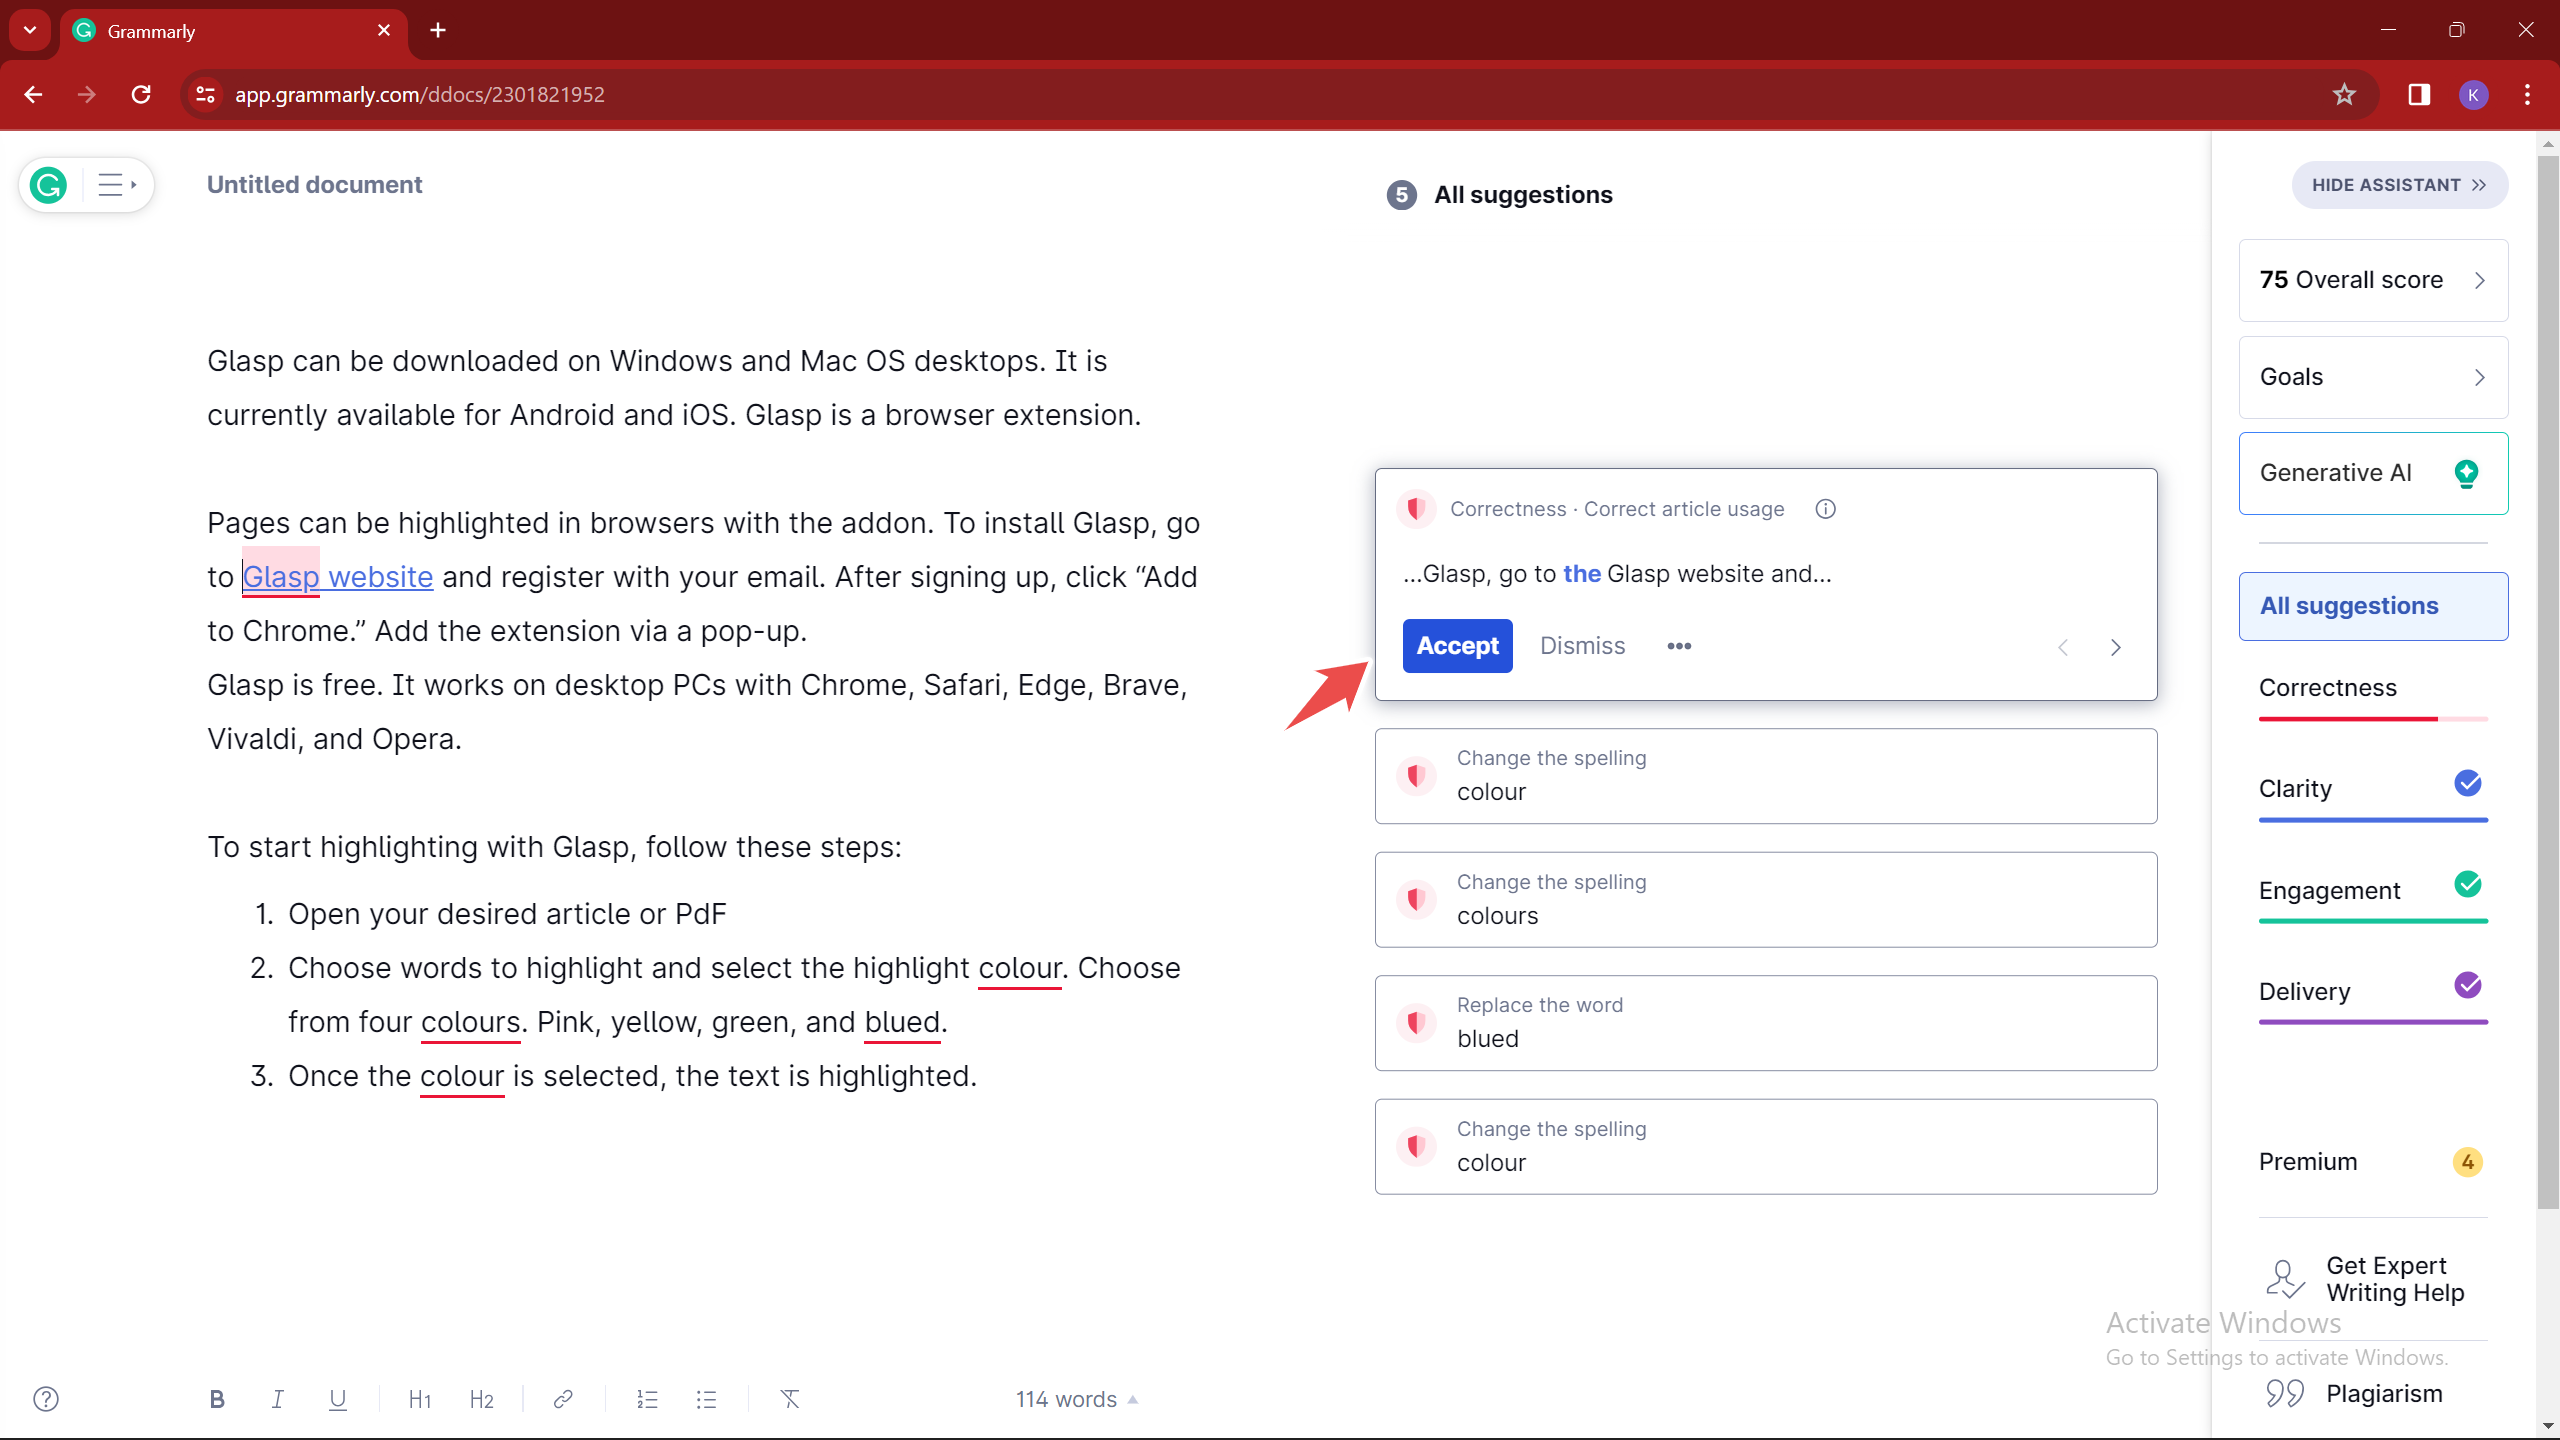 Grammarly
app.grammarly.com/ddocs/2301821952
K
Untitled document
5 All suggestions
HIDE ASSISTANT
Glasp can be downloaded on Windows and Mac OS desktops. It is
currently available for Android and iOS. Glasp is a browser extension.
Pages can be highlighted in browsers with the addon. To install Glasp, go
to Glasp website and register with your email. After signing up, click “Add
to Chrome.” Add the extension via a pop-up.
Glasp is free. It works on desktop PCs with Chrome, Safari, Edge, Brave,
Vivaldi, and Opera.
To start highlighting with Glasp, follow these steps:
1. Open your desired article or PdF
2. Choose words to highlight and select the highlight colour. Choose
from four colours. Pink, yellow, green, and blued.
3. Once the colour is selected, the text is highlighted.
Correctness · Correct article usage
...Glasp, go to the Glasp website and...
Accept Dismiss
Change the spelling
colour
Change the spelling
colours
Replace the word
blued
Change the spelling
colour
75 Overall score
Goals
Generative AI
All suggestions
Correctness
Clarity
Engagement
Delivery
Premium 4
Get Expert
Writing Help
Activate Windows
Go to Settings to activate Windows.
Plagiarism
B I U H1 H2
114 words